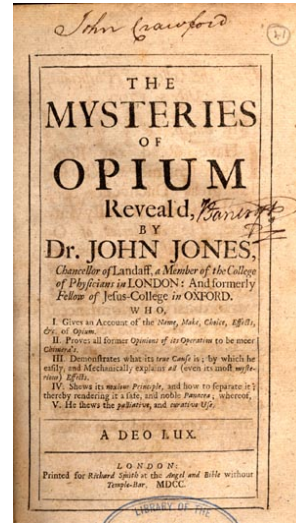 John Crawford
41
THE
MYSTERIES
OF
OPIUM
Reveal'd,
BY
Dr. JOHN JONES,
Chancellor of Landaff, a Member of the College
of Physicians in LONDON: And formerly
Fellow of Jesus-College in OXFORD.
WHO,
I. Gives an Account of the Name, Make, Choice, Effects,
&c. of Opium.
II. Proves all former Opinions of its Operation to be meer
Chimera's.
III. Demonstrates what its true Cause is; by which he
easily, and Mechanically explains all (even its most myste-
rious) Effects.
IV. Shews its noxious Principle, and how to separate it;
thereby rendering it a safe, and noble Panacea; whereof,
V. He shews the palliative, and curative Use.
A DEO LUX.
LONDON:
Printed for Richard Smith at the Angel and Bible without
Temple-Bar, MDCC.
LIBRARY OF THE